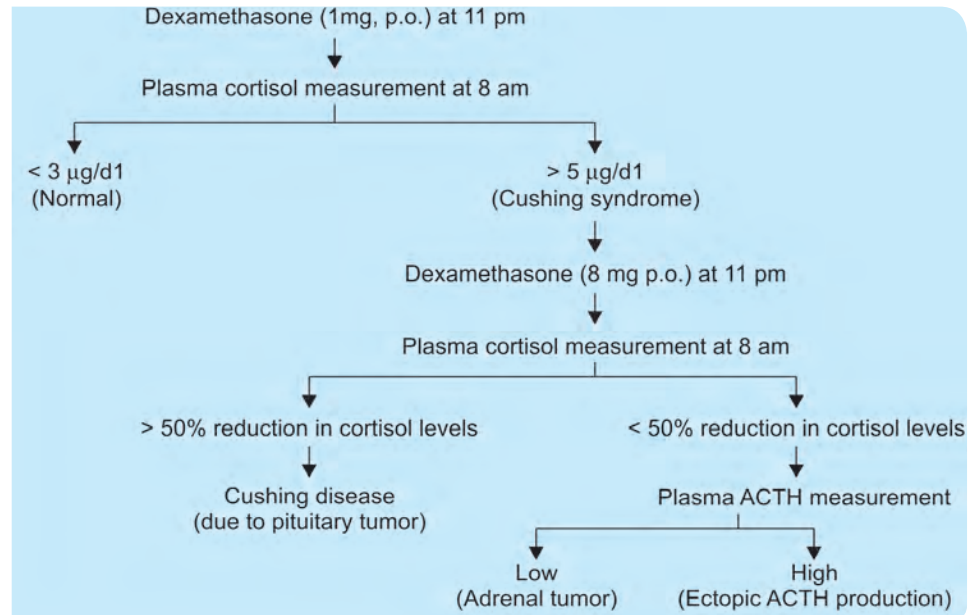 Dexamethasone (1mg, p.o.) at 11 pm
Plasma cortisol measurement at 8 am
< 3 μg/d1
(Normal)
> 5 μg/d1
(Cushing syndrome)
Dexamethasone (8 mg p.o.) at 11 pm
Plasma cortisol measurement at 8 am
> 50% reduction in cortisol levels
< 50% reduction in cortisol levels
Cushing disease
(due to pituitary tumor)
Plasma ACTH measurement
Low
(Adrenal tumor)
High
(Ectopic ACTH production)